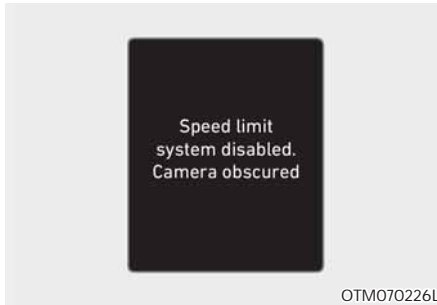 Speed limit
system disabled.
Camera obscured
OTM070226L